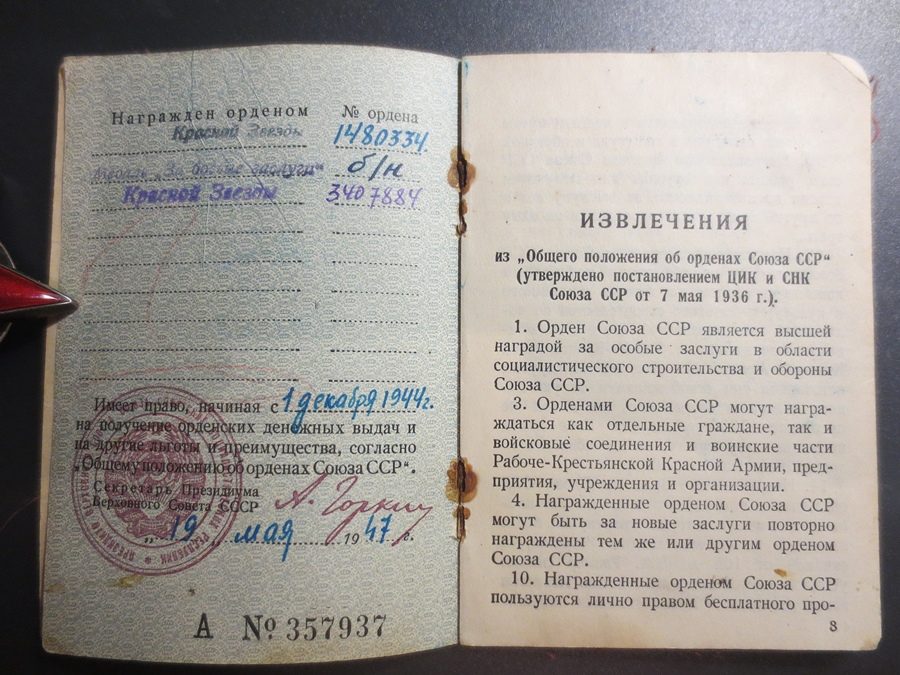 Награжден орденом № ордена
Красной Звезды 1480334
Медаль „За боевые заслуги“ б/н
Красной Звезды 3407884
Имеет право, начиная с 1 декабря 1944 г.
на получение орденских денежных выдач и
на другие льготы и преимущества, согласно
„Общему положению об орденах Союза ССР“.
Секретарь Президиума
Верховного Совета СССР А. Горкин
„19„ мая 1947 г.
А № 357937
ИЗВЛЕЧЕНИЯ
из „Общего положения об орденах Союза ССР“
(утверждено постановлением ЦИК и СНК
Союза ССР от 7 мая 1936 г.).
1. Орден Союза ССР является высшей
наградой за особые заслуги в области
социалистического строительства и обороны
Союза ССР.
3. Орденами Союза ССР могут награ-
ждаться как отдельные граждане, так и
войсковые соединения и воинские части
Рабоче-Крестьянской Красной Армии, пред-
приятия, учреждения и организации.
4. Награжденные орденом Союза ССР
могут быть за новые заслуги повторно
награждены тем же или другим орденом
Союза ССР.
10. Награжденные орденом Союза ССР
пользуются лично правом бесплатного про-
3